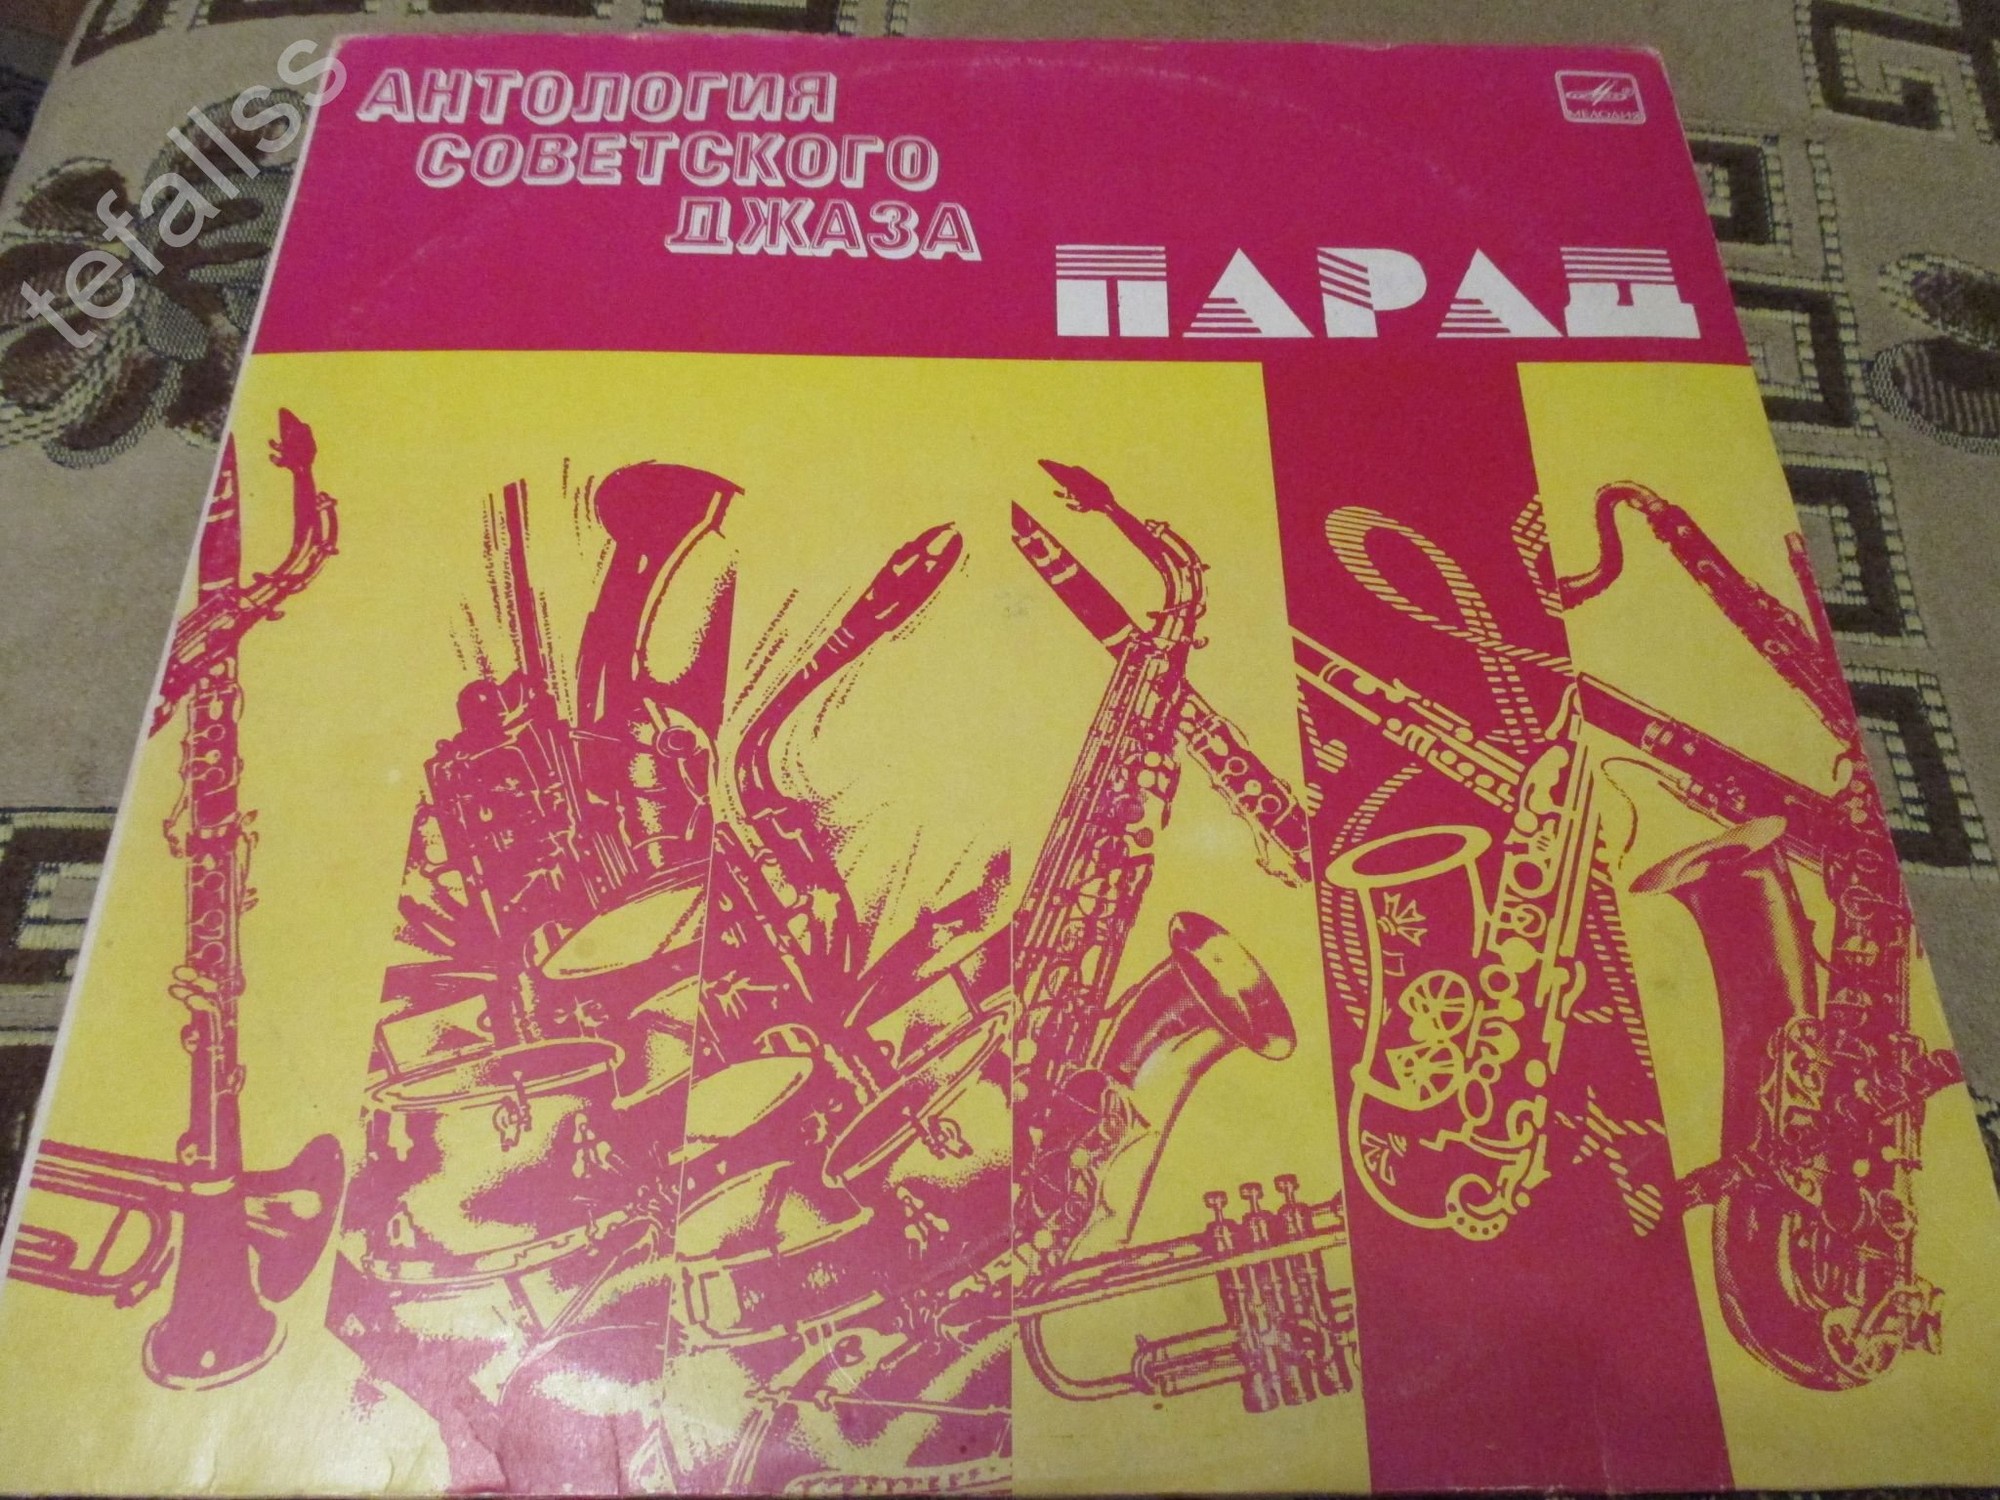 АНТОЛОГИЯ
СОВЕТСКОГО
ДЖАЗА
МЕЛОДИЯ
ПАРАД
tefallss